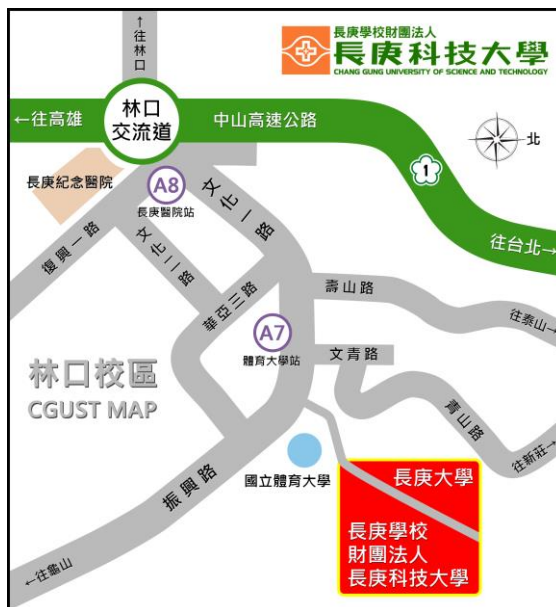 長庚學校財團法人
長庚科技大學
CHANG GUNG UNIVERSITY OF SCIENCE AND TECHNOLOGY
↑往林口
←往高雄
林口
交流道
中山高速公路
北
1
往台北→
長庚紀念醫院
A8
長庚醫院站
文化一路
復興一路
文化二路
華亞三路
壽山路
往泰山→
A7
體育大學站
文青路
林口校區
CGUST MAP
青山路
往新莊→
振興路
國立體育大學
長庚大學
長庚學校
財團法人
長庚科技大學
←往龜山